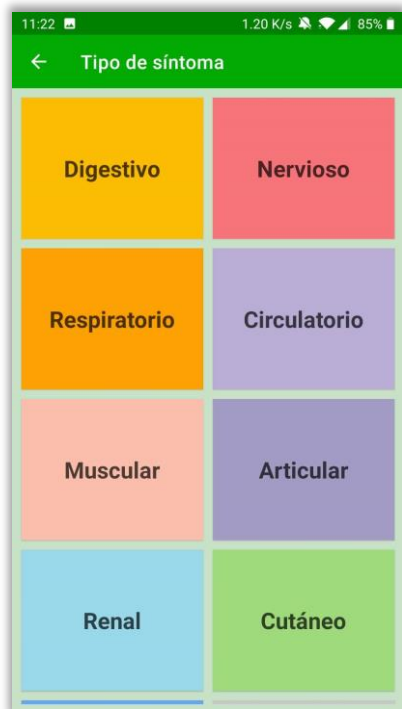 11:22 1.20 K/s 85%
Tipo de síntoma
Digestivo Nervioso
Respiratorio Circulatorio
Muscular Articular
Renal Cutáneo